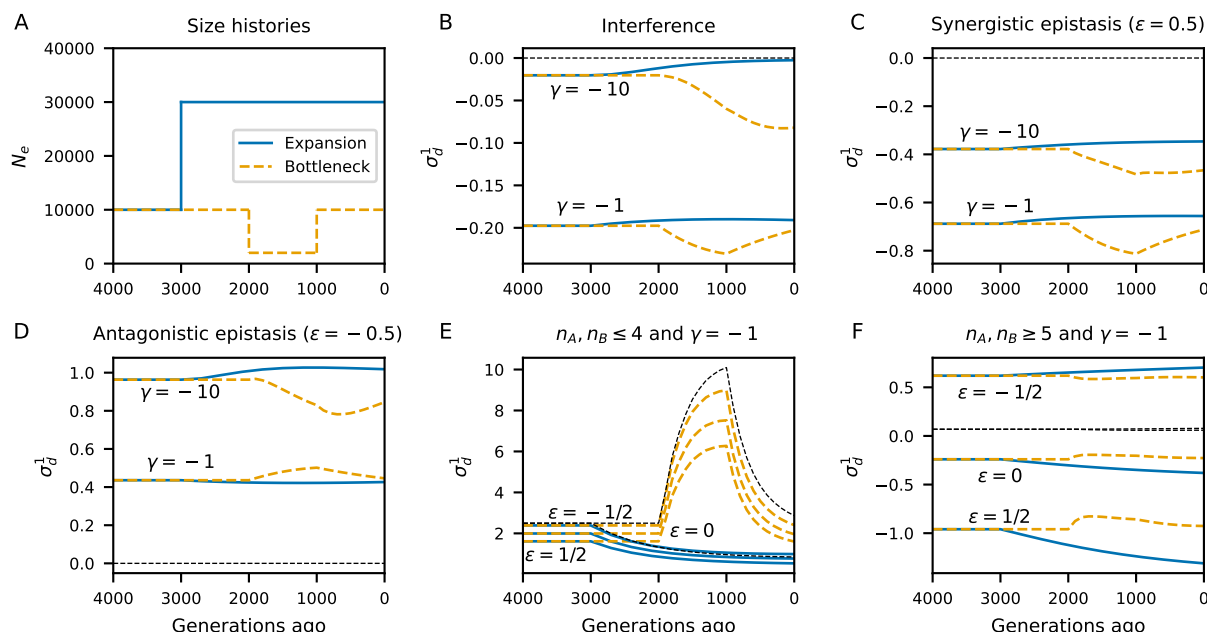 A
Size histories
40000
30000
20000
10000
0
N_e
Expansion
Bottleneck
4000 3000 2000 1000 0
B
Interference
0.00
−0.05
−0.10
−0.15
−0.20
σ_d^1
γ = −10
γ = −1
4000 3000 2000 1000 0
C
Synergistic epistasis (ε = 0.5)
0.0
−0.2
−0.4
−0.6
−0.8
σ_d^1
γ = −10
γ = −1
4000 3000 2000 1000 0
D
Antagonistic epistasis (ε = −0.5)
1.0
0.8
0.6
0.4
0.2
0.0
σ_d^1
γ = −10
γ = −1
4000 3000 2000 1000 0
Generations ago
E
n_A, n_B ≤ 4 and γ = −1
10
8
6
4
2
σ_d^1
ε = −1/2
ε = 0
ε = 1/2
4000 3000 2000 1000 0
Generations ago
F
n_A, n_B ≥ 5 and γ = −1
0.5
0.0
−0.5
−1.0
σ_d^1
ε = −1/2
ε = 0
ε = 1/2
4000 3000 2000 1000 0
Generations ago